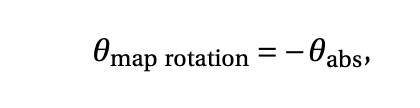 θ_map rotation = −θ_abs,